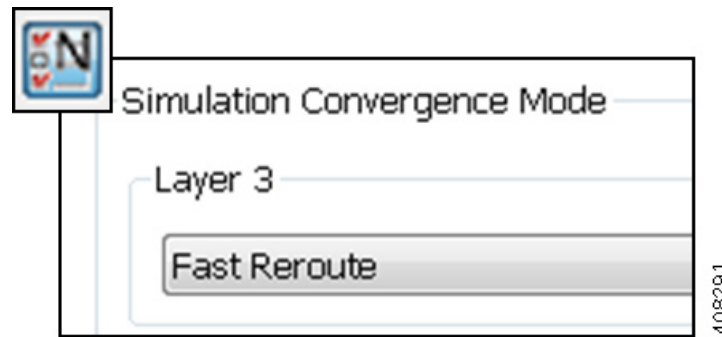 N
Simulation Convergence Mode
Layer 3
Fast Reroute
408291